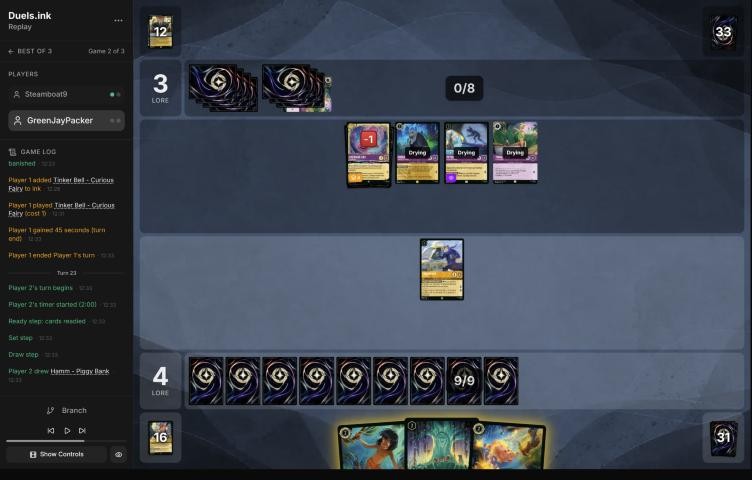 Duels.ink
Replay
BEST OF 3
Game 2 of 3
PLAYERS
Steamboat9
GreenJayPacker
GAME LOG
banished · 12:23
Player 1 added Tinker Bell - Curious
Fairy to ink · 12:28
Player 1 played Tinker Bell - Curious
Fairy (cost 1) · 12:31
Player 1 gained 45 seconds (turn
end) · 12:33
Player 1 ended Player 1's turn · 12:33
Turn 23
Player 2's turn begins · 12:33
Player 2's timer started (2:00) · 12:33
Ready step: cards readied · 12:33
Set step · 12:33
Draw step · 12:33
Player 2 drew Hamm - Piggy Bank ·
12:33
Branch
Show Controls
12
33
3
LORE
0/8
-1
Drying
Drying
Drying
4
LORE
9/9
16
31